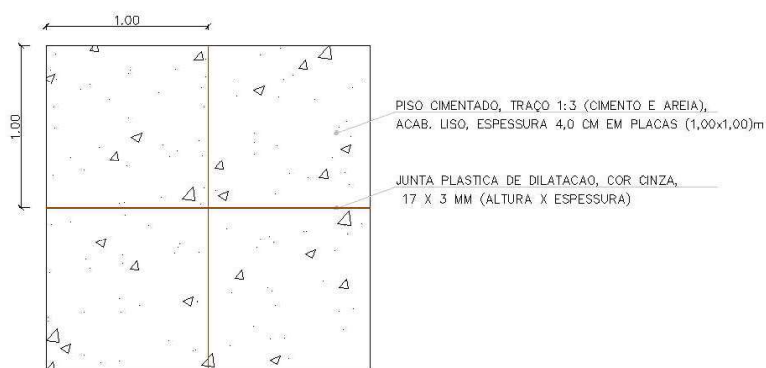 1.00
1.00
PISO CIMENTADO, TRAÇO 1:3 (CIMENTO E AREIA),
ACAB. LISO, ESPESSURA 4,0 CM EM PLACAS (1,00x1,00)m
JUNTA PLASTICA DE DILATACAO, COR CINZA,
17 X 3 MM (ALTURA X ESPESSURA)